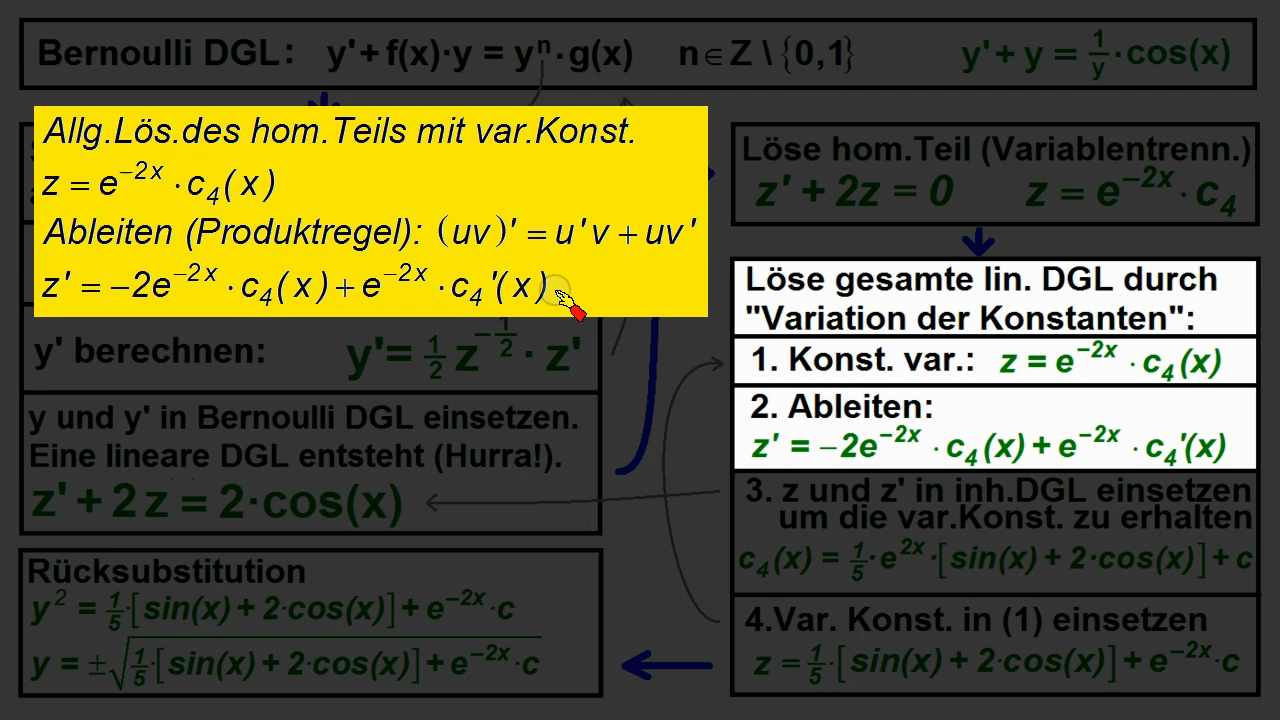 Bernoulli DGL: y'+f(x)·y = yⁿ·g(x) n∈Z \ {0,1} y'+y = 1/y·cos(x)
Allg.Lös.des hom.Teils mit var.Konst.
z = e^−2x · c₄(x)
Ableiten (Produktregel): (uv)' = u'v + uv'
z' = −2e^−2x · c₄(x) + e^−2x · c₄'(x)
y' berechnen: y'= 1/2 z^−1/2 · z'
y und y' in Bernoulli DGL einsetzen.
Eine lineare DGL entsteht (Hurra!).
z'+2z = 2·cos(x)
Rücksubstitution
y² = 1/5·[sin(x)+2·cos(x)]+e^−2x·c
y = ±√(1/5·[sin(x)+2·cos(x)]+e^−2x·c)
Löse hom.Teil (Variablentrenn.)
z' + 2z = 0 z = e^−2x · c₄
Löse gesamte lin. DGL durch
"Variation der Konstanten":
1. Konst. var.: z = e^−2x · c₄(x)
2. Ableiten:
z' = −2e^−2x · c₄(x) + e^−2x · c₄'(x)
3. z und z' in inh.DGL einsetzen
um die var.Konst. zu erhalten
c₄(x) = 1/5·e^2x·[sin(x)+2·cos(x)]+c
4.Var. Konst. in (1) einsetzen
z = 1/5·[sin(x)+2·cos(x)]+e^−2x·c